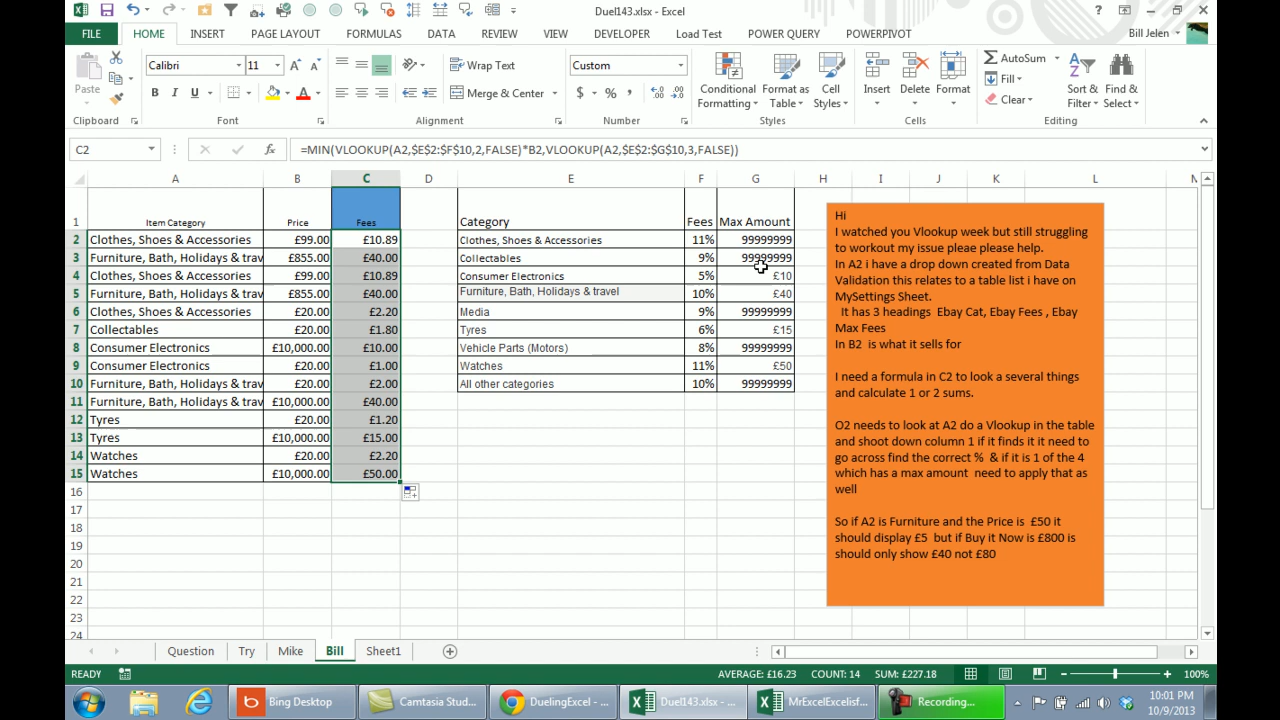 Duel143.xlsx - Excel
FILE HOME INSERT PAGE LAYOUT FORMULAS DATA REVIEW VIEW DEVELOPER Load Test POWER QUERY POWERPIVOT Bill Jelen
Calibri 11 Wrap Text Custom AutoSum
Paste B I U Merge & Center $ % Conditional Formatting Format as Table Cell Styles Insert Delete Format Fill Clear Sort & Filter Find & Select
Clipboard Font Alignment Number Styles Cells Editing
C2 fx =MIN(VLOOKUP(A2,$E$2:$F$10,2,FALSE)*B2,VLOOKUP(A2,$E$2:$G$10,3,FALSE))
A B C D E F G H I J K L
1 Item Category Price Fees Category Fees Max Amount
2 Clothes, Shoes & Accessories £99.00 £10.89 Clothes, Shoes & Accessories 11% 99999999
3 Furniture, Bath, Holidays & trav £855.00 £40.00 Collectables 9% 99999999
4 Clothes, Shoes & Accessories £99.00 £10.89 Consumer Electronics 5% £10
5 Furniture, Bath, Holidays & trav £855.00 £40.00 Furniture, Bath, Holidays & travel 10% £40
6 Clothes, Shoes & Accessories £20.00 £2.20 Media 9% 99999999
7 Collectables £20.00 £1.80 Tyres 6% £15
8 Consumer Electronics £10,000.00 £10.00 Vehicle Parts (Motors) 8% 99999999
9 Consumer Electronics £20.00 £1.00 Watches 11% £50
10 Furniture, Bath, Holidays & trav £20.00 £2.00 All other categories 10% 99999999
11 Furniture, Bath, Holidays & trav £10,000.00 £40.00
12 Tyres £20.00 £1.20
13 Tyres £10,000.00 £15.00
14 Watches £20.00 £2.20
15 Watches £10,000.00 £50.00
16
17
18
19
20
21
22
23
24
Hi
I watched you Vlookup week but still struggling
to workout my issue pleae please help.
In A2 i have a drop down created from Data
Validation this relates to a table list i have on
MySettings Sheet.
It has 3 headings Ebay Cat, Ebay Fees , Ebay
Max Fees
In B2 is what it sells for
I need a formula in C2 to look a several things
and calculate 1 or 2 sums.
O2 needs to look at A2 do a Vlookup in the table
and shoot down column 1 if it finds it it need to
go across find the correct % & if it is 1 of the 4
which has a max amount need to apply that as
well
So if A2 is Furniture and the Price is £50 it
should display £5 but if Buy it Now is £800 is
should only show £40 not £80
Question Try Mike Bill Sheet1
READY AVERAGE: £16.23 COUNT: 14 SUM: £227.18 100%
Bing Desktop Camtasia Stud... DuelingExcel - ... Duel143.xlsx - ... MrExcelExcelisf... Recording... 10:01 PM
10/9/2013